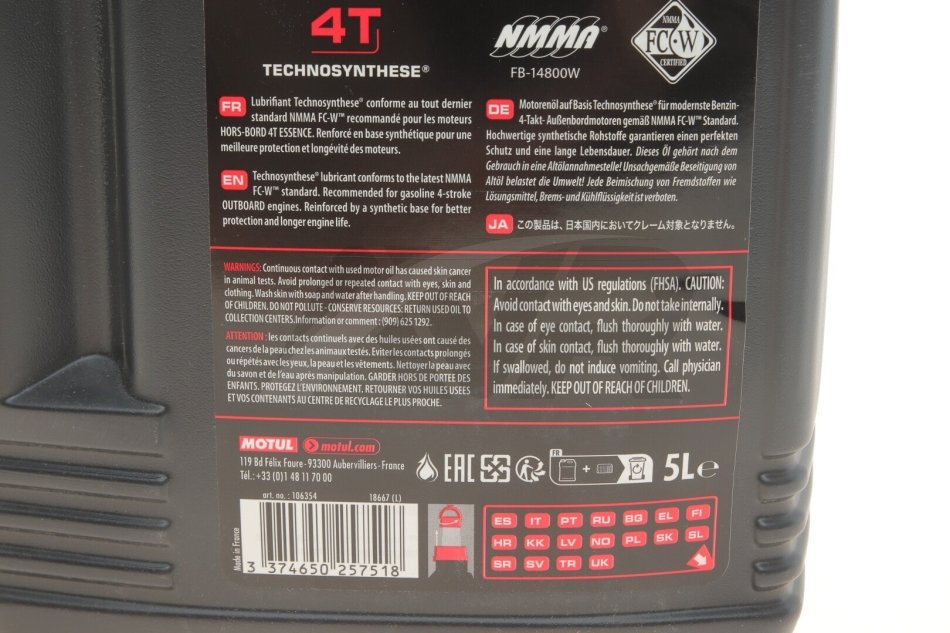 4T
TECHNOSYNTHESE®
NMMA®
FB-14800W
NMMA
FC-W
CERTIFIED
FR Lubrifiant Technosynthese® conforme au tout dernier
standard NMMA FC-W™ recommandé pour les moteurs
HORS-BORD 4T ESSENCE. Renforcé en base synthétique pour une
meilleure protection et longévité des moteurs.
EN Technosynthese® lubricant conforms to the latest NMMA
FC-W™ standard. Recommended for gasoline 4-stroke
OUTBOARD engines. Reinforced by a synthetic base for better
protection and longer engine life.
DE Motorenöl auf Basis Technosynthese® für modernste Benzin-
4-Takt- Außenbordmotoren gemäß NMMA FC-W™ Standard.
Hochwertige synthetische Rohstoffe garantieren einen perfekten
Schutz und eine lange Lebensdauer. Dieses Öl gehört nach dem
Gebrauch in eine Altölannahmestelle! Unsachgemäße Beseitigung von
Altöl belastet die Umwelt! Jede Beimischung von Fremdstoffen wie
Lösungsmittel, Brems- und Kühlflüssigkeit ist verboten.
JA この製品は、日本国内においてクレーム対象となりません。
WARNINGS: Continuous contact with used motor oil has caused skin cancer
in animal tests. Avoid prolonged or repeated contact with eyes, skin and
clothing. Wash skin with soap and water after handling. KEEP OUT OF REACH
OF CHILDREN. DO NOT POLLUTE - CONSERVE RESOURCES: RETURN USED OIL TO
COLLECTION CENTERS.Information or comment : (909) 625 1292.
ATTENTION : les contacts continuels avec des huiles usées ont causé des
cancers de la peau chez les animaux testés. Eviter les contacts prolongés
ou répétés avec les yeux, la peau et les vêtements. Nettoyer la peau avec
du savon et de l'eau après manipulation. GARDER HORS DE PORTEE DES
ENFANTS. PROTEGEZ L'ENVIRONNEMENT. RETOURNER VOS HUILES USEES
ET VOS CONTENANTS AU CENTRE DE RECYCLAGE LE PLUS PROCHE.
In accordance with US regulations (FHSA). CAUTION:
Avoid contact with eyes and skin. Do not take internally.
In case of eye contact, flush thoroughly with water.
In case of skin contact, flush thoroughly with water.
If swallowed, do not induce vomiting. Call physician
immediately. KEEP OUT OF REACH OF CHILDREN.
MOTUL motul.com
119 Bd Félix Faure - 93300 Aubervilliers - France
Tél.: +33 (0)1 48 11 70 00
EAC
FR
+
5L e
art. no. : 106354 18667 (L)
Made in France
3 374650 257518
ES IT PT RU BG EL FI
HR KK LV NO PL SK SL
SR SV TR UK